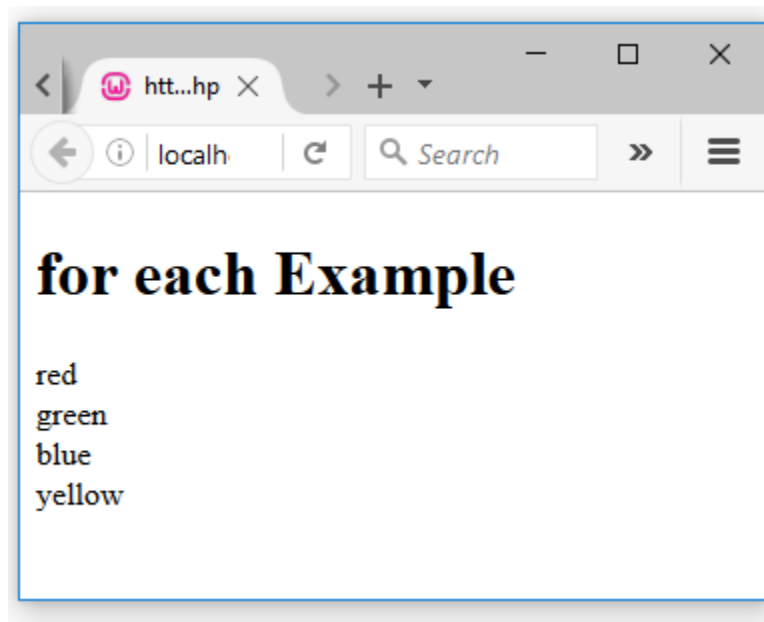 htt...hp
localh
Search
for each Example
red
green
blue
yellow